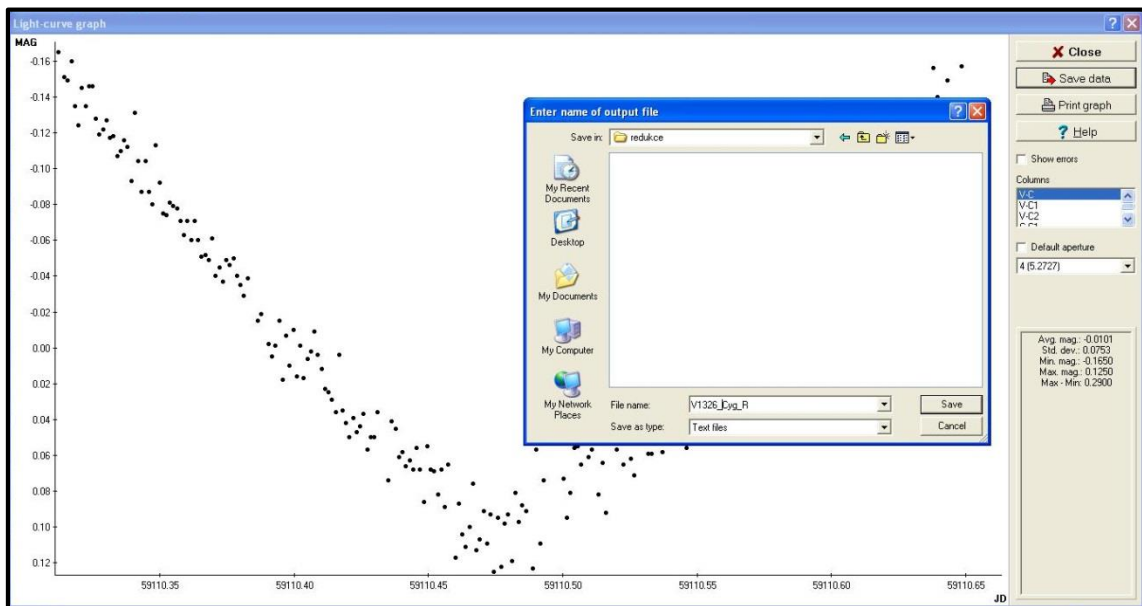 Light-curve graph
MAG
-0.16
-0.14
-0.12
-0.10
-0.08
-0.06
-0.04
-0.02
0.00
0.02
0.04
0.06
0.08
0.10
0.12
59110.35
59110.40
59110.45
59110.50
59110.55
59110.60
59110.65
JD
Enter name of output file
Save in:
redukce
My Recent
Documents
Desktop
My Documents
My Computer
My Network
Places
File name:
V1326_Cyg_R
Save
Save as type:
Text files
Cancel
Close
Save data
Print graph
? Help
Show errors
Columns
V-C
V-C1
V-C2
Default aperture
4 (5.2727)
Avg. mag.: -0.0101
Std. dev.: 0.0753
Min. mag.: -0.1650
Max. mag.: 0.1250
Max - Min: 0.2900